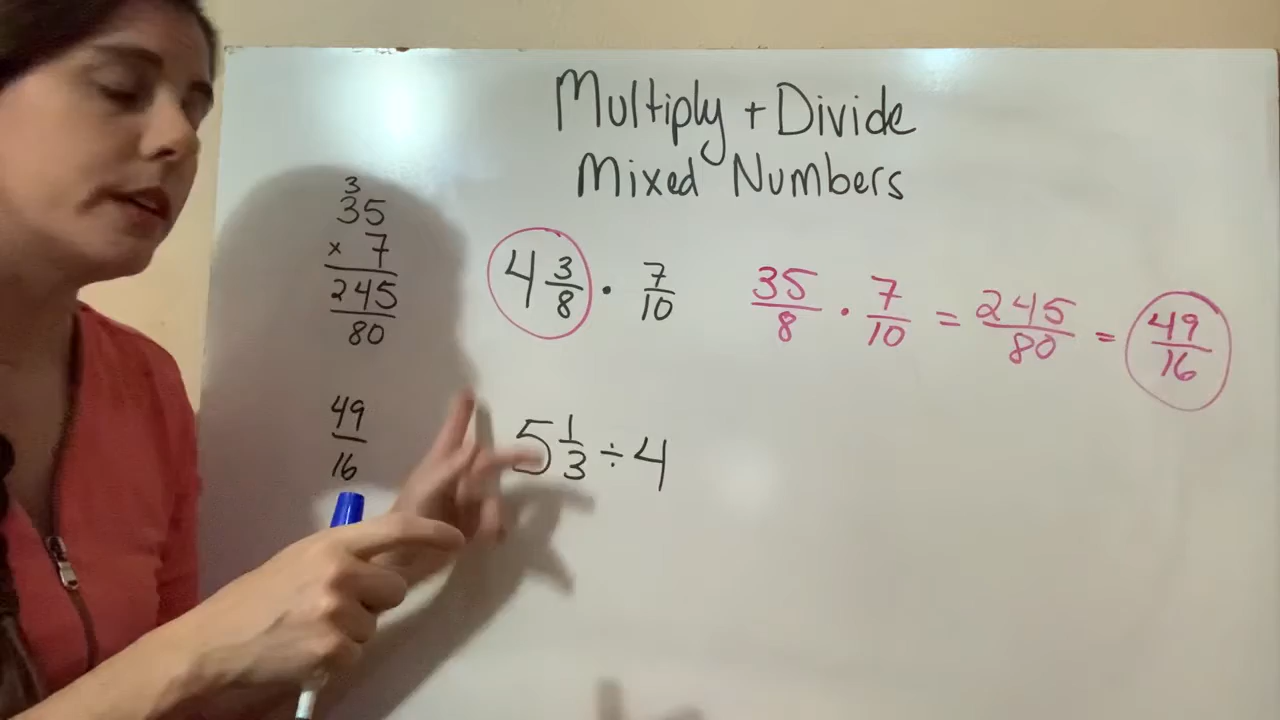 Multiply + Divide
Mixed Numbers
3
35
× 7
245
80
49
16
4 3/8 · 7/10
35/8 · 7/10 = 245/80 = 49/16
5 1/3 ÷ 4